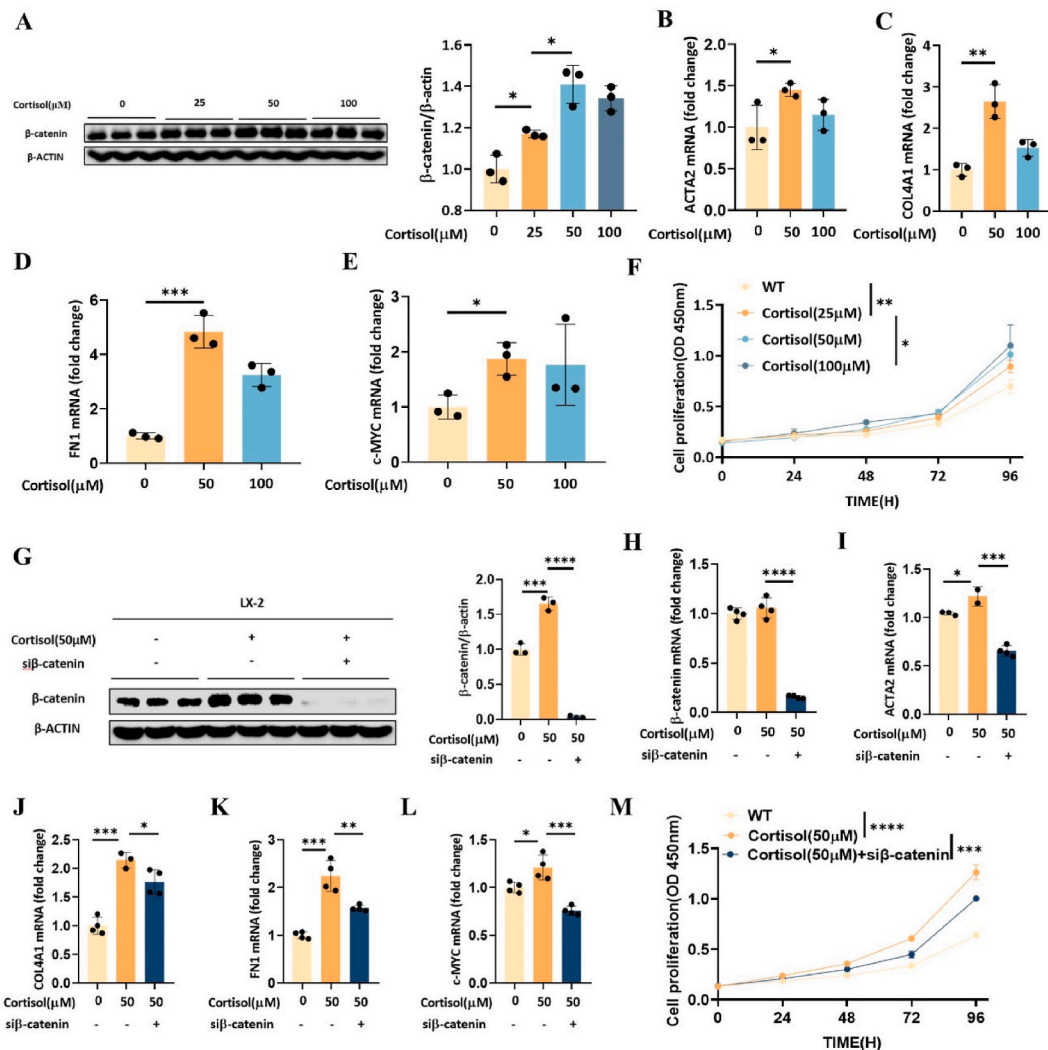 A
Cortisol(μM) 0 25 50 100
β-catenin
β-ACTIN
β-catenin/β-actin
1.6
1.4
1.2
1.0
0.8
* *
0 25 50 100
Cortisol(μM)
B
ACTA2 mRNA (fold change)
2.0
1.5
1.0
0.5
0.0
*
0 50 100
Cortisol(μM)
C
COL4A1 mRNA (fold change)
4
3
2
1
0
**
0 50 100
Cortisol(μM)
D
FN1 mRNA (fold change)
8
6
4
2
0
***
0 50 100
Cortisol(μM)
E
c-MYC mRNA (fold change)
4
3
2
1
0
*
0 50 100
Cortisol(μM)
F
Cell proliferation(OD 450nm)
1.5
1.0
0.5
0.0
WT
Cortisol(25μM)
Cortisol(50μM)
Cortisol(100μM)
**
*
0 24 48 72 96
TIME(H)
G
LX-2
Cortisol(50μM) - + +
siβ-catenin - - +
β-catenin
β-ACTIN
β-catenin/β-actin
2.0
1.5
1.0
0.5
0.0
*** ****
Cortisol 0 50 50
(μM)
siβ-catenin - - +
H
β-catenin mRNA (fold change)
2.0
1.5
1.0
0.5
0.0
****
Cortisol 0 50 50
(μM)
siβ-catenin - - +
I
ACTA2 mRNA (fold change)
1.5
1.0
0.5
0.0
* ***
Cortisol(μM) 0 50 50
siβ-catenin - - +
J
COL4A1 mRNA (fold change)
2.5
2.0
1.5
1.0
0.5
0.0
*** *
Cortisol(μM) 0 50 50
siβ-catenin - - +
K
FN1 mRNA (fold change)
4
3
2
1
0
*** **
Cortisol(μM) 0 50 50
siβ-catenin - - +
L
c-MYC mRNA (fold change)
2.0
1.5
1.0
0.5
0.0
* ***
Cortisol(μM) 0 50 50
siβ-catenin - - +
M
Cell proliferation(OD 450nm)
1.5
1.0
0.5
0.0
WT
Cortisol(50μM)
Cortisol(50μM)+siβ-catenin
****
***
0 24 48 72 96
TIME(H)